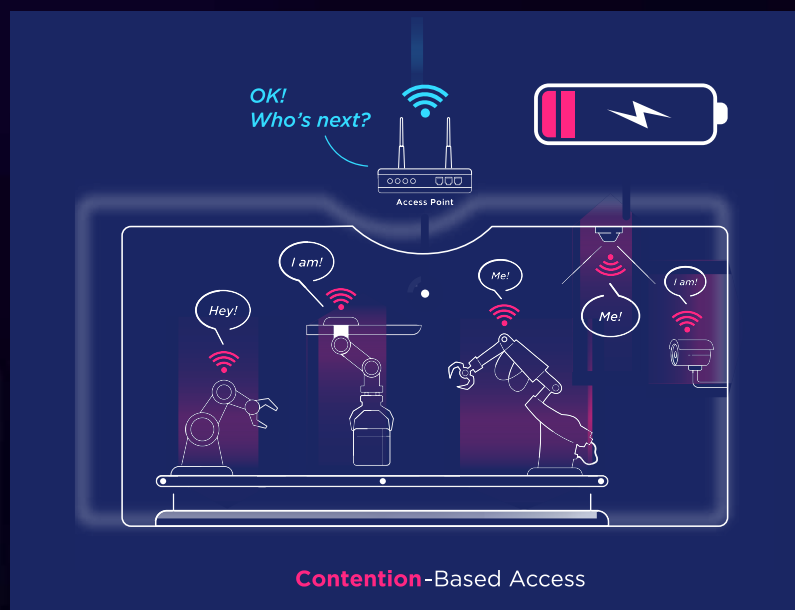 OK!
Who's next?
Access Point
I am!
Me!
I am!
Hey!
Me!
Contention-Based Access